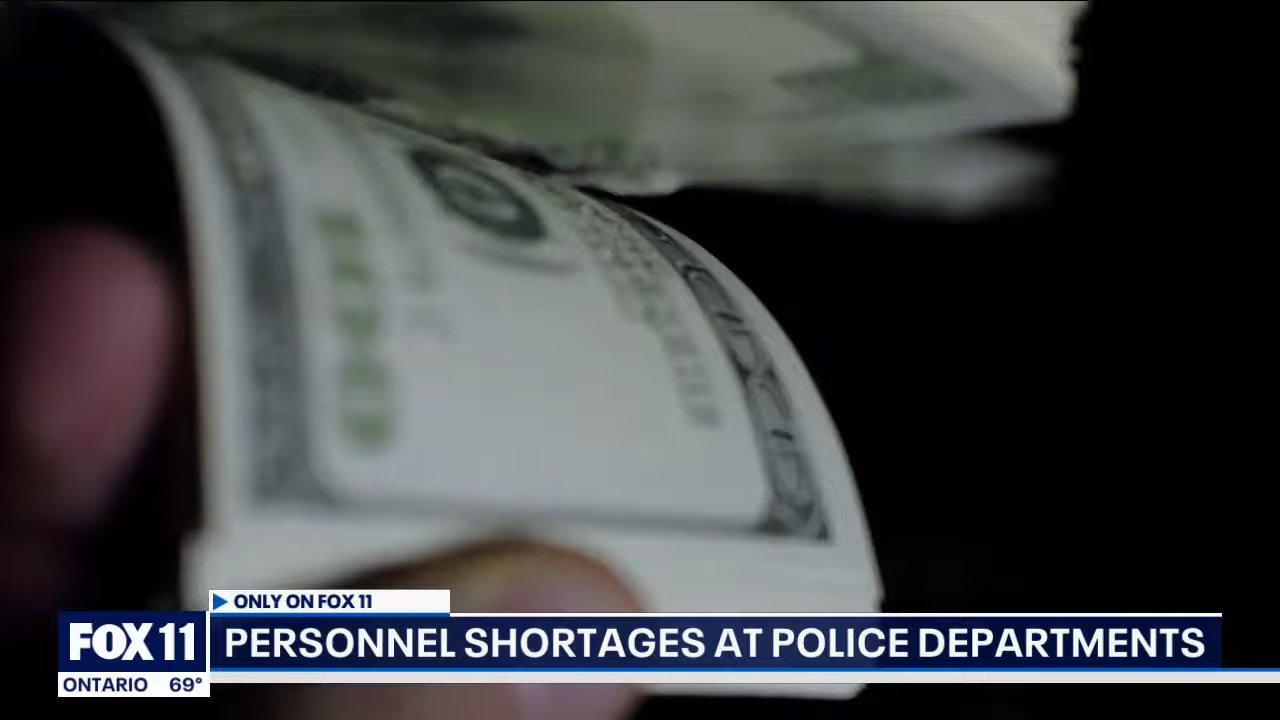 ONLY ON FOX 11
FOX 11
PERSONNEL SHORTAGES AT POLICE DEPARTMENTS
ONTARIO 69°